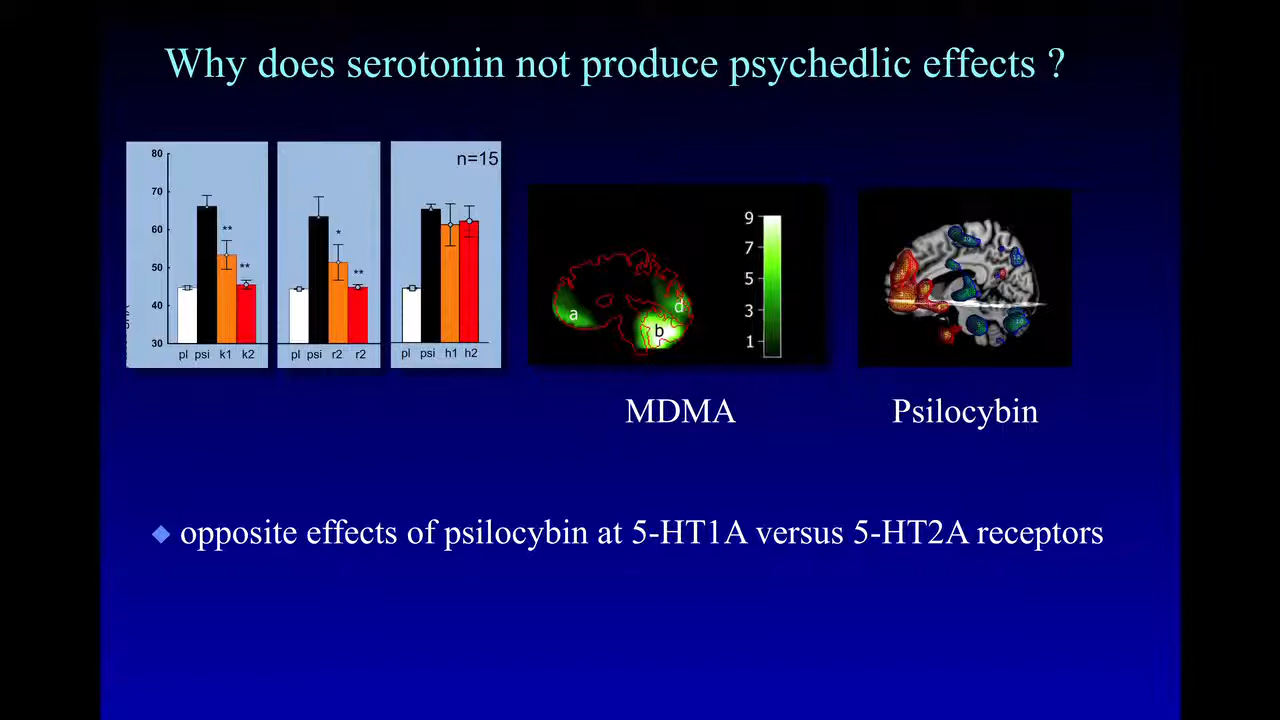 Why does serotonin not produce psychedlic effects ?
80
70
60
50
40
30
pl psi k1 k2
** **
pl psi r2 r2
* **
n=15
pl psi h1 h2
a b d
9
7
5
3
1
MDMA
Psilocybin
opposite effects of psilocybin at 5-HT1A versus 5-HT2A receptors